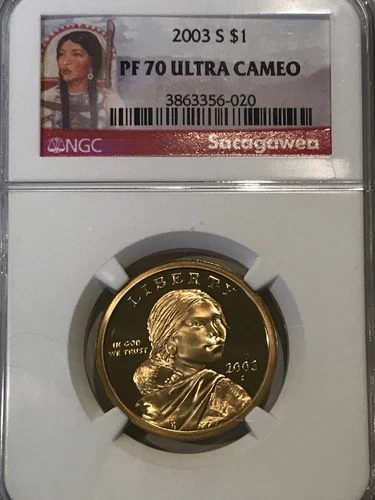 2003 S $1
PF 70 ULTRA CAMEO
3863356-020
NGC
Sacagawea
LIBERTY
IN GOD
WE TRUST
2003
S